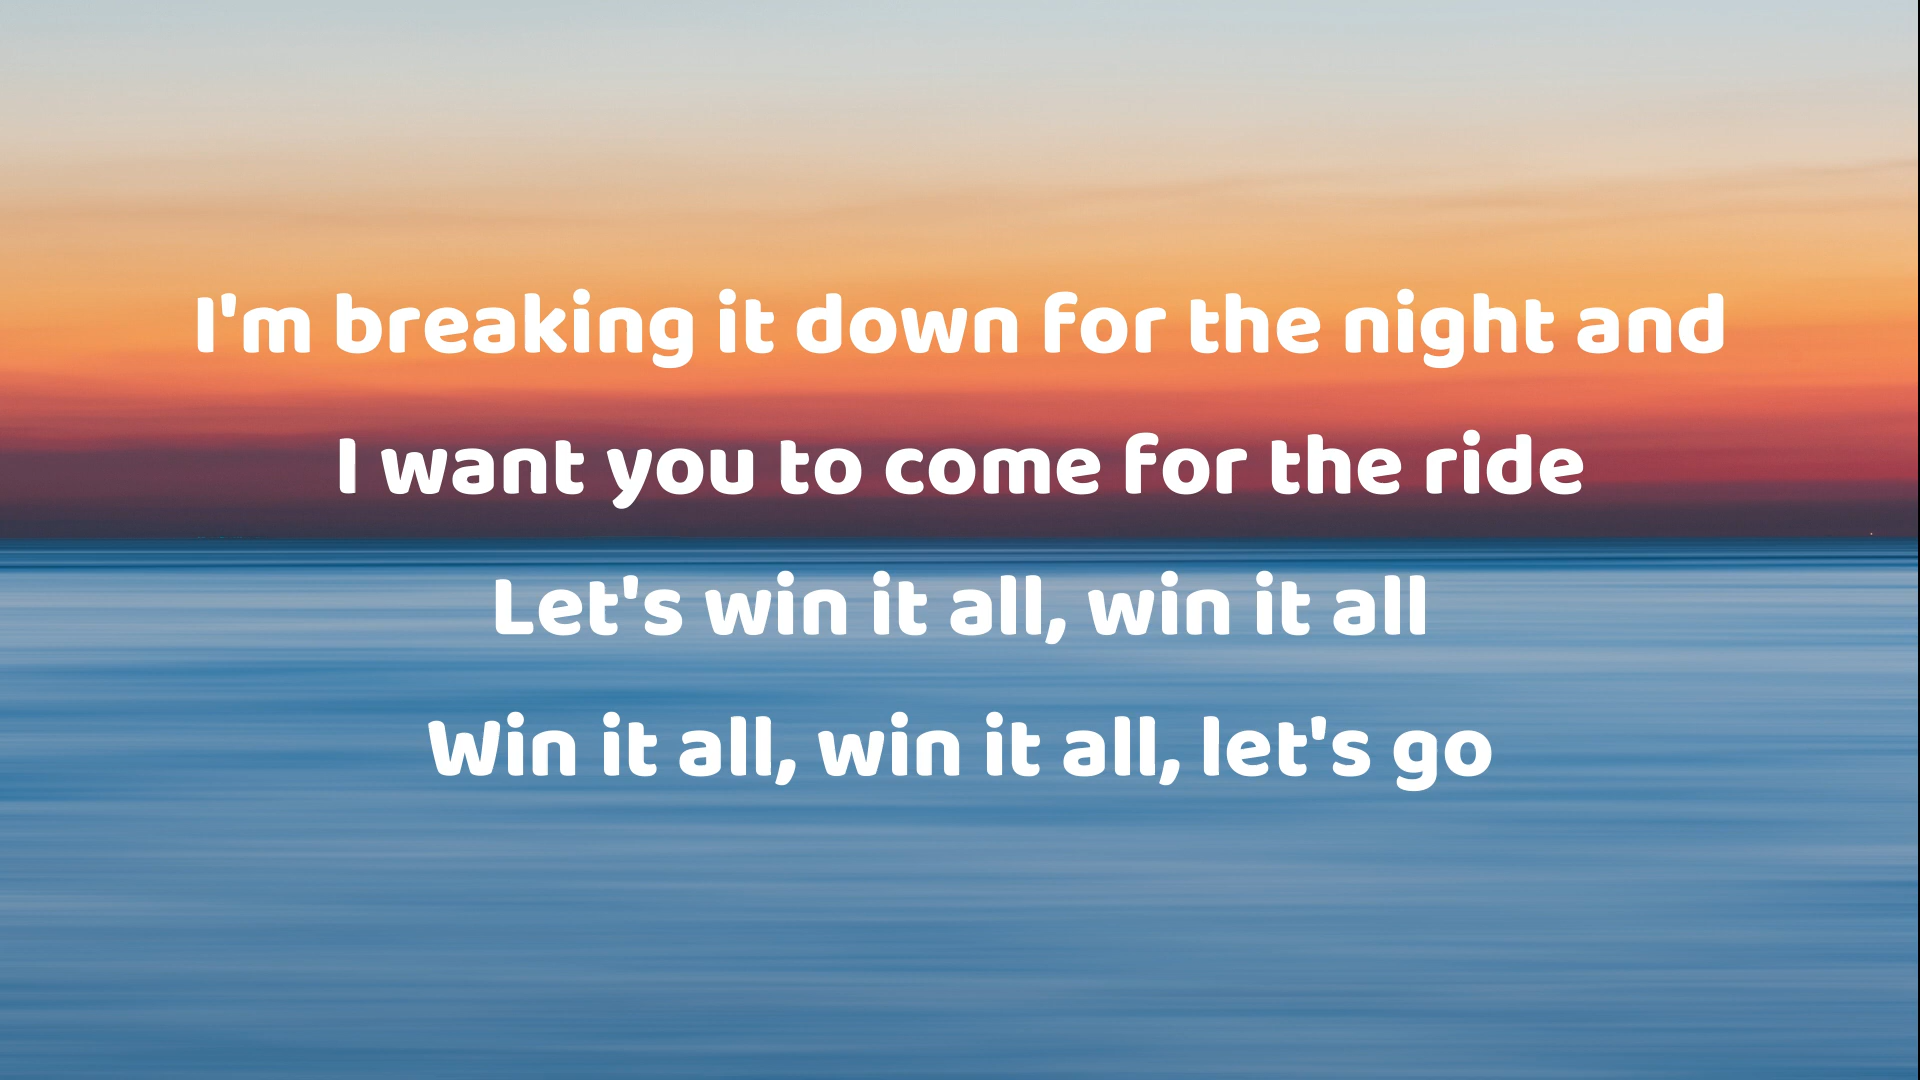 I'm breaking it down for the night and
I want you to come for the ride
Let's win it all, win it all
Win it all, win it all, let's go